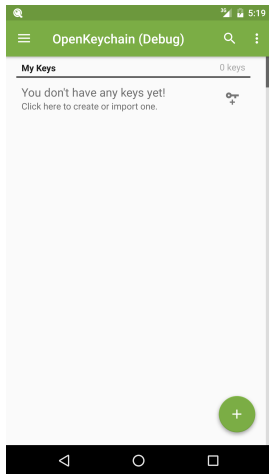 3G 5:19
OpenKeychain (Debug)
My Keys 0 keys
You don't have any keys yet!
Click here to create or import one.